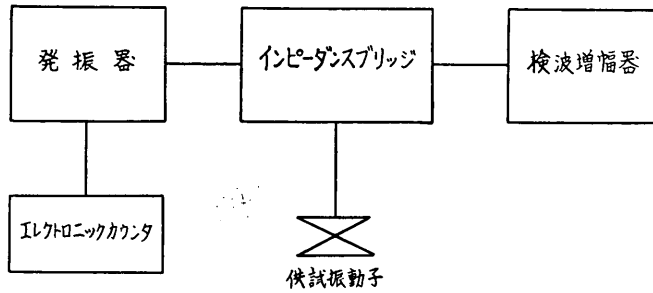 発振器
インピーダンスブリッジ
検波増幅器
エレクトロニックカウンタ
供試振動子